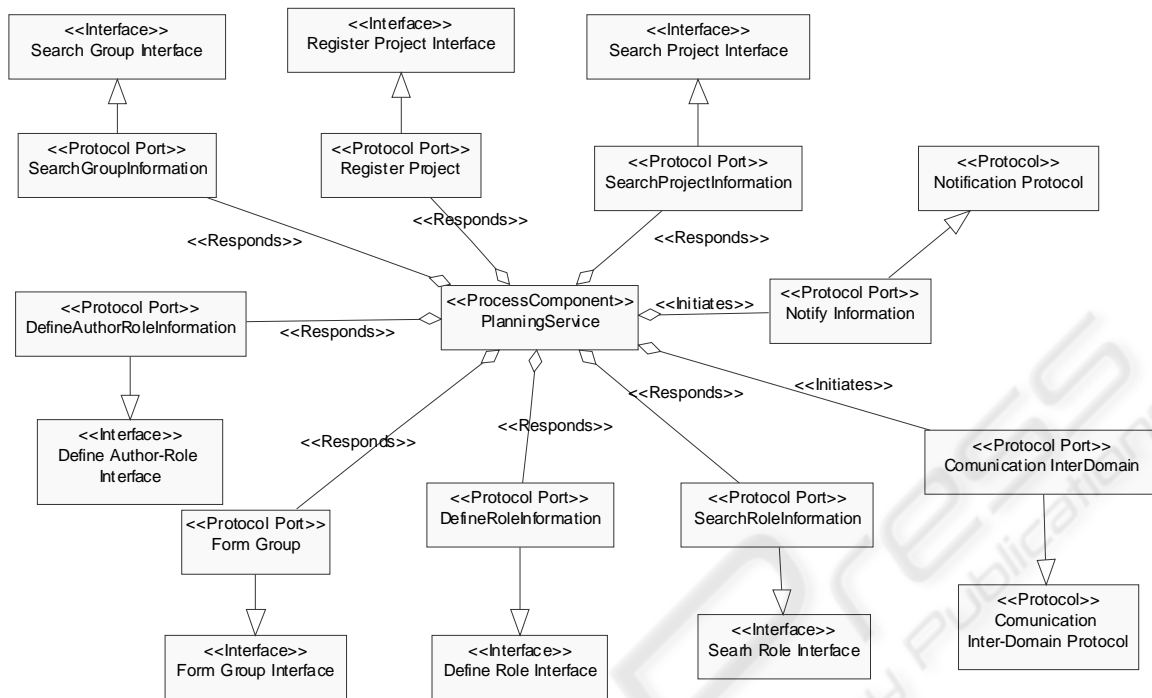 <<Interface>>
Search Group Interface
<<Interface>>
Register Project Interface
<<Interface>>
Search Project Interface
<<Protocol Port>>
SearchGroupInformation
<<Protocol Port>>
Register Project
<<Protocol Port>>
SearchProjectInformation
<<Protocol>>
Notification Protocol
<<Responds>>
<<Responds>>
<<Responds>>
<<Protocol Port>>
DefineAuthorRoleInformation
<<Responds>>
<<ProcessComponent>>
PlanningService
<<Initiates>>
<<Protocol Port>>
Notify Information
<<Initiates>>
<<Responds>>
<<Responds>>
<<Responds>>
<<Interface>>
Define Author-Role
Interface
<<Protocol Port>>
Comunication InterDomain
<<Protocol Port>>
Form Group
<<Protocol Port>>
DefineRoleInformation
<<Protocol Port>>
SearchRoleInformation
<<Protocol>>
Comunication
Inter-Domain Protocol
<<Interface>>
Form Group Interface
<<Interface>>
Define Role Interface
<<Interface>>
Searh Role Interface
Press
Publications